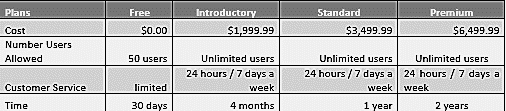 Plans Free Introductory Standard Premium
Cost $0.00 $1,999.99 $3,499.99 $6,499.99
Number Users
Allowed 50 users Unlimited users Unlimited users Unlimited users
24 hours / 7 days a 24 hours / 7 days a 24 hours / 7 days a
Customer Service limited week week week
Time 30 days 4 months 1 year 2 years